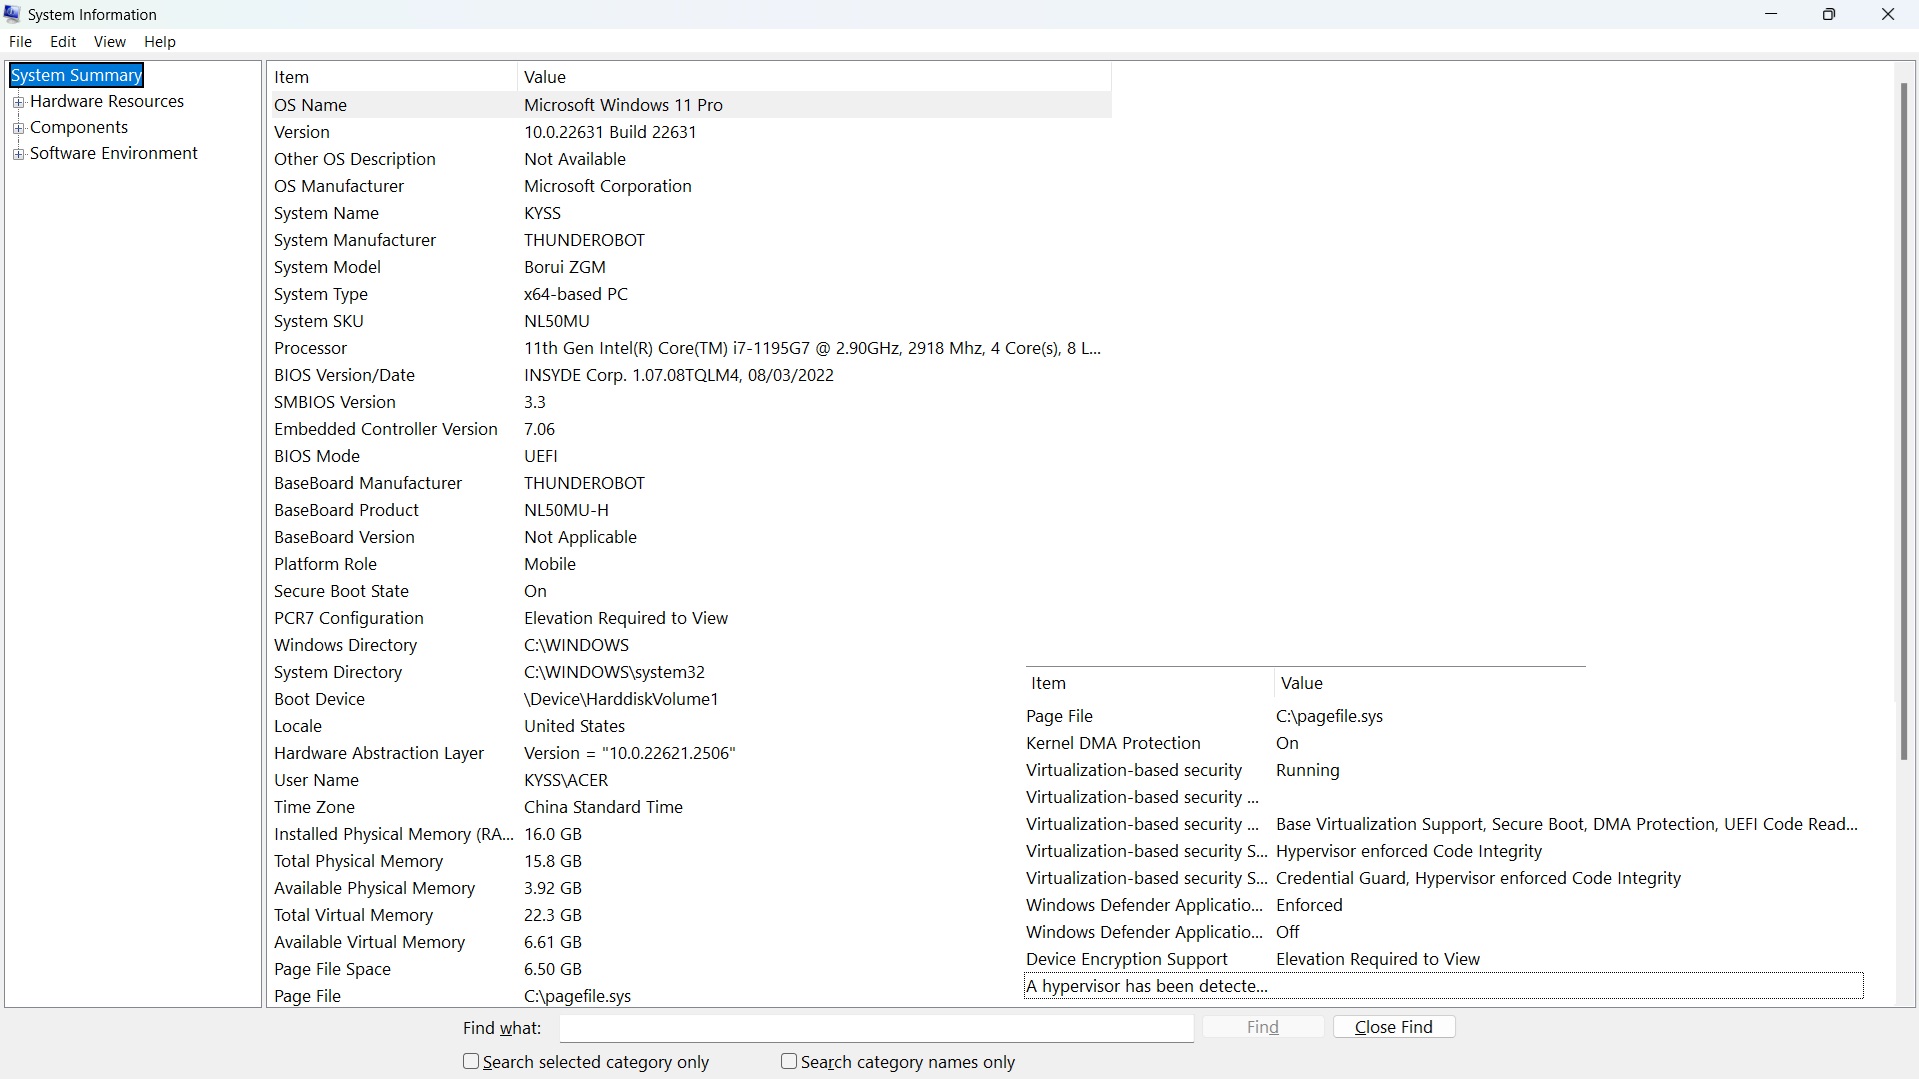 System Information
File Edit View Help
System Summary
Hardware Resources
Components
Software Environment
Item Value
OS Name Microsoft Windows 11 Pro
Version 10.0.22631 Build 22631
Other OS Description Not Available
OS Manufacturer Microsoft Corporation
System Name KYSS
System Manufacturer THUNDEROBOT
System Model Borui ZGM
System Type x64-based PC
System SKU NL50MU
Processor 11th Gen Intel(R) Core(TM) i7-1195G7 @ 2.90GHz, 2918 Mhz, 4 Core(s), 8 L...
BIOS Version/Date INSYDE Corp. 1.07.08TQLM4, 08/03/2022
SMBIOS Version 3.3
Embedded Controller Version 7.06
BIOS Mode UEFI
BaseBoard Manufacturer THUNDEROBOT
BaseBoard Product NL50MU-H
BaseBoard Version Not Applicable
Platform Role Mobile
Secure Boot State On
PCR7 Configuration Elevation Required to View
Windows Directory C:\WINDOWS
System Directory C:\WINDOWS\system32
Boot Device \Device\HarddiskVolume1
Locale United States
Hardware Abstraction Layer Version = "10.0.22621.2506"
User Name KYSS\ACER
Time Zone China Standard Time
Installed Physical Memory (RA... 16.0 GB
Total Physical Memory 15.8 GB
Available Physical Memory 3.92 GB
Total Virtual Memory 22.3 GB
Available Virtual Memory 6.61 GB
Page File Space 6.50 GB
Page File C:\pagefile.sys
Item Value
Page File C:\pagefile.sys
Kernel DMA Protection On
Virtualization-based security Running
Virtualization-based security ...
Virtualization-based security ... Base Virtualization Support, Secure Boot, DMA Protection, UEFI Code Read...
Virtualization-based security S... Hypervisor enforced Code Integrity
Virtualization-based security S... Credential Guard, Hypervisor enforced Code Integrity
Windows Defender Applicatio... Enforced
Windows Defender Applicatio... Off
Device Encryption Support Elevation Required to View
A hypervisor has been detecte...
Find what: Find Close Find
Search selected category only Search category names only